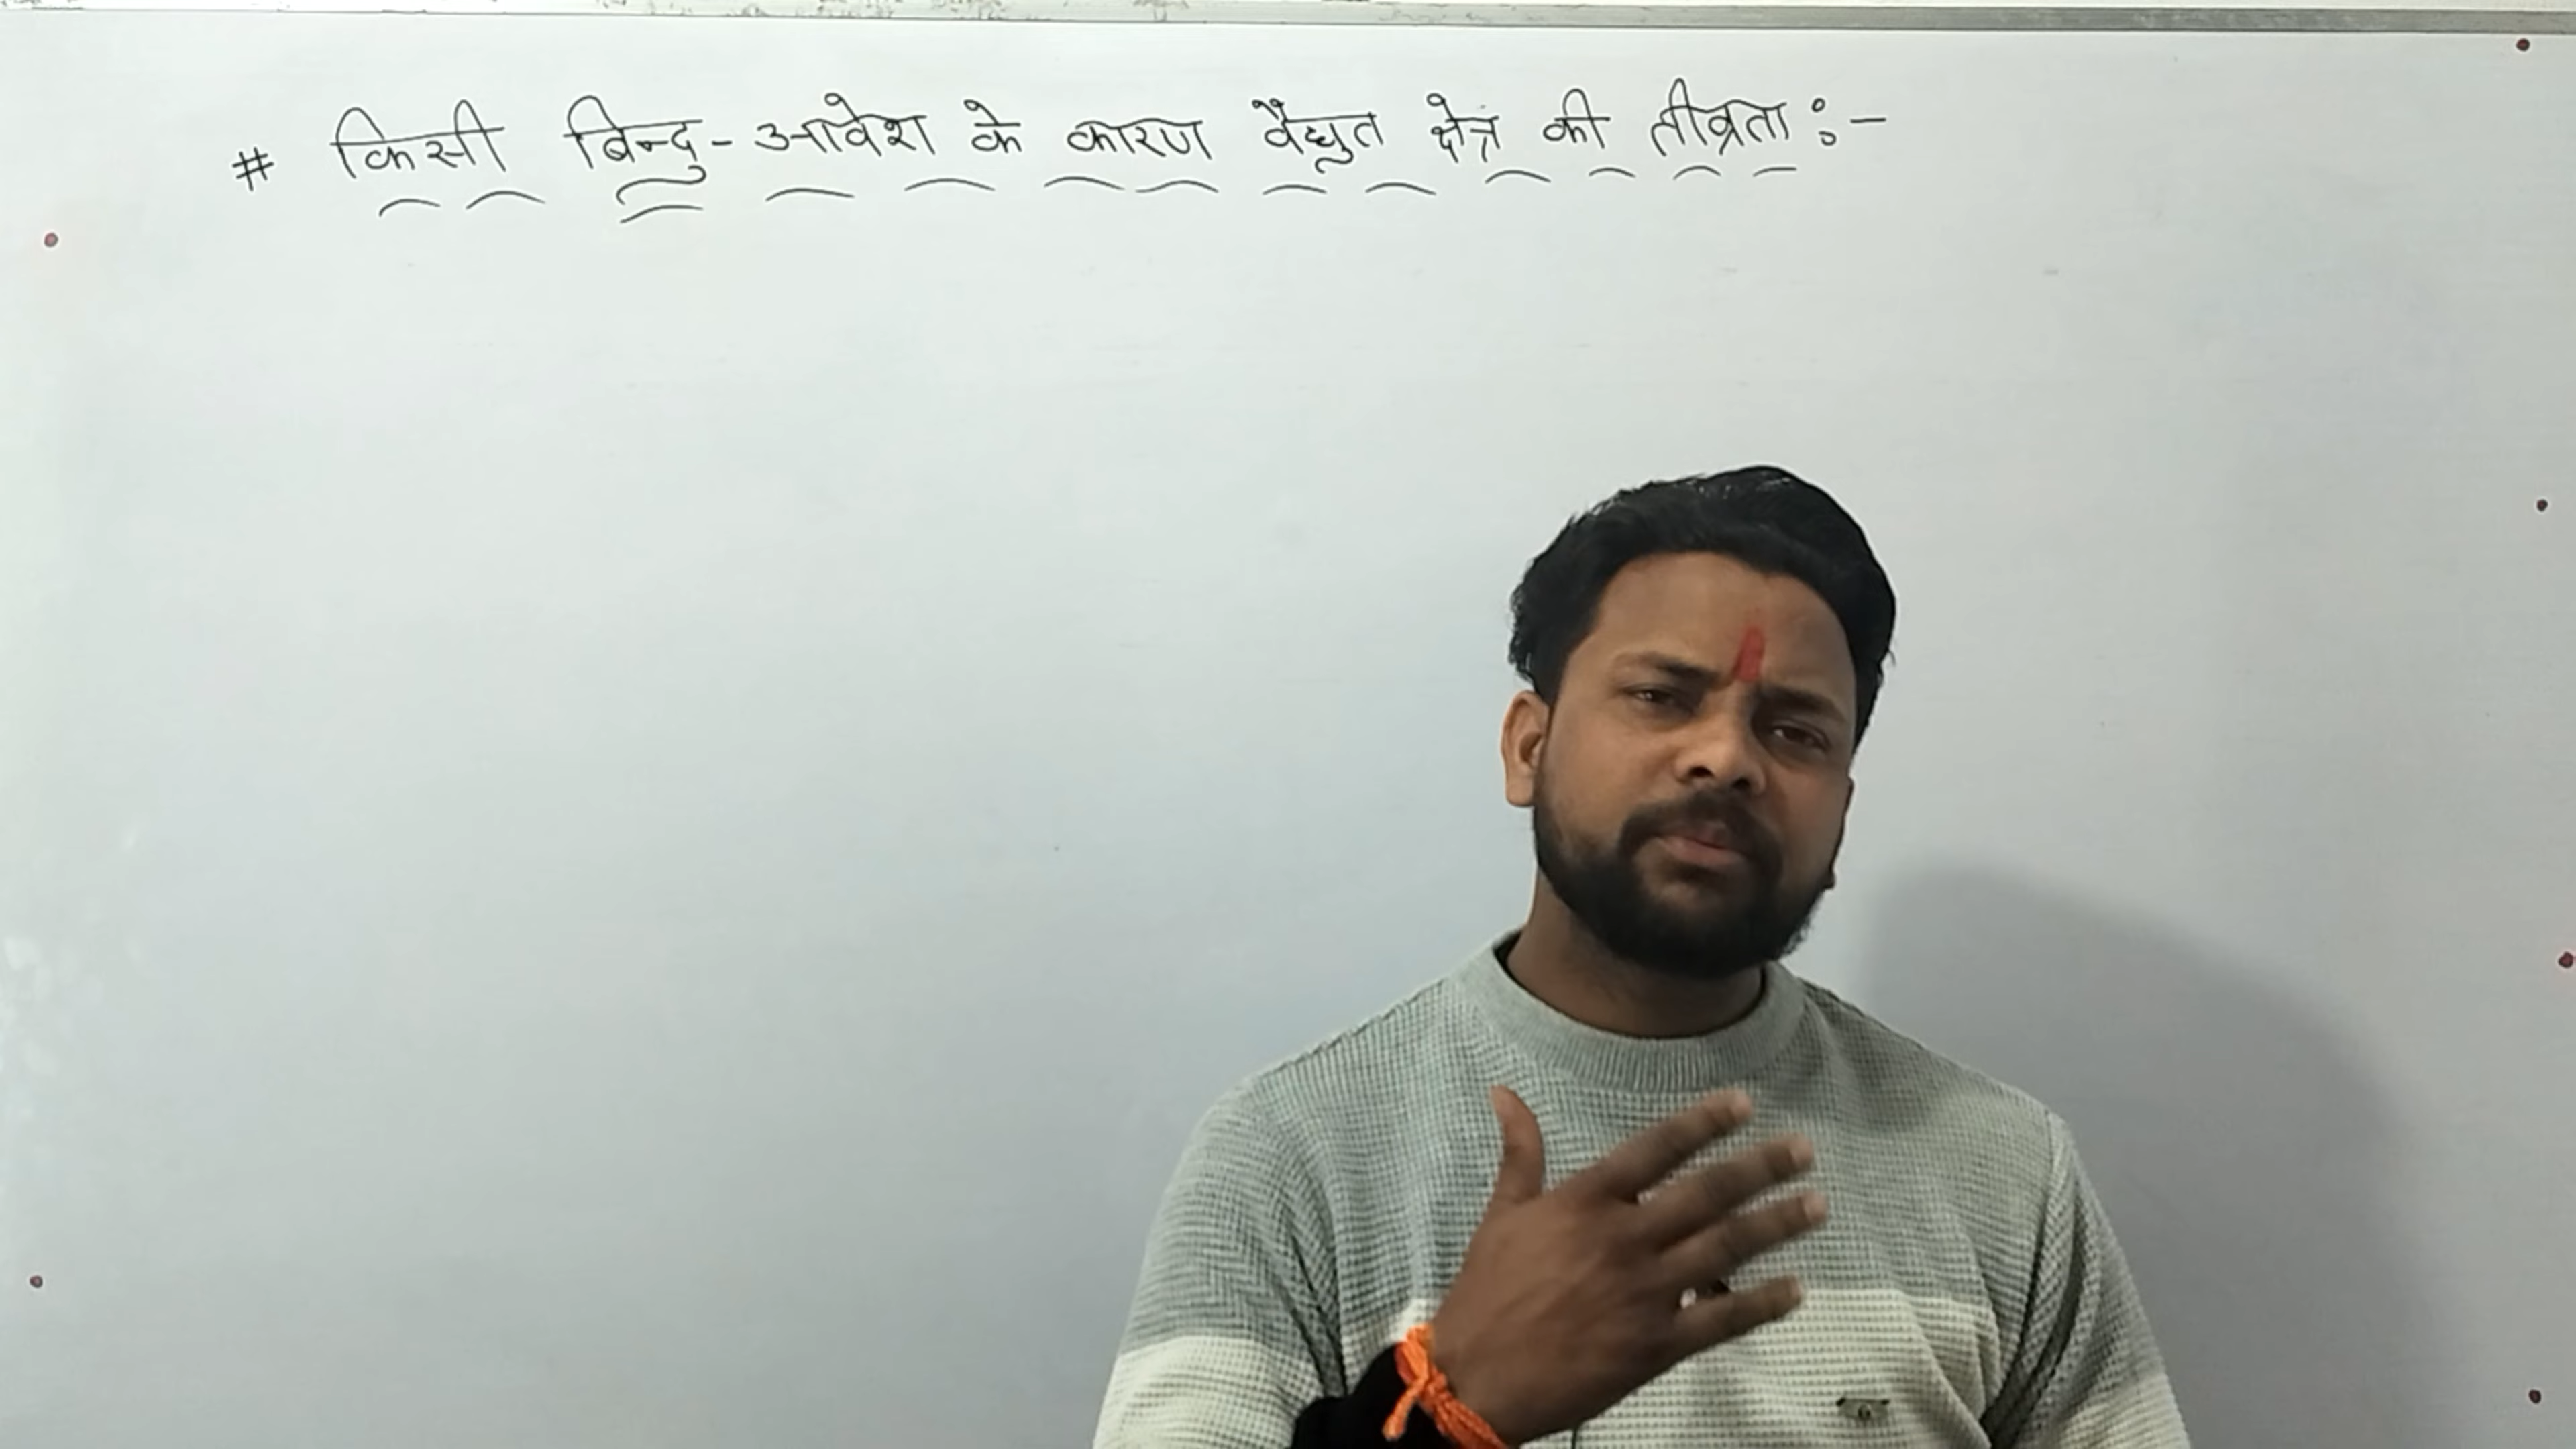 # किसी बिन्दु-आवेश के कारण वैद्युत क्षेत्र की तीव्रता :-